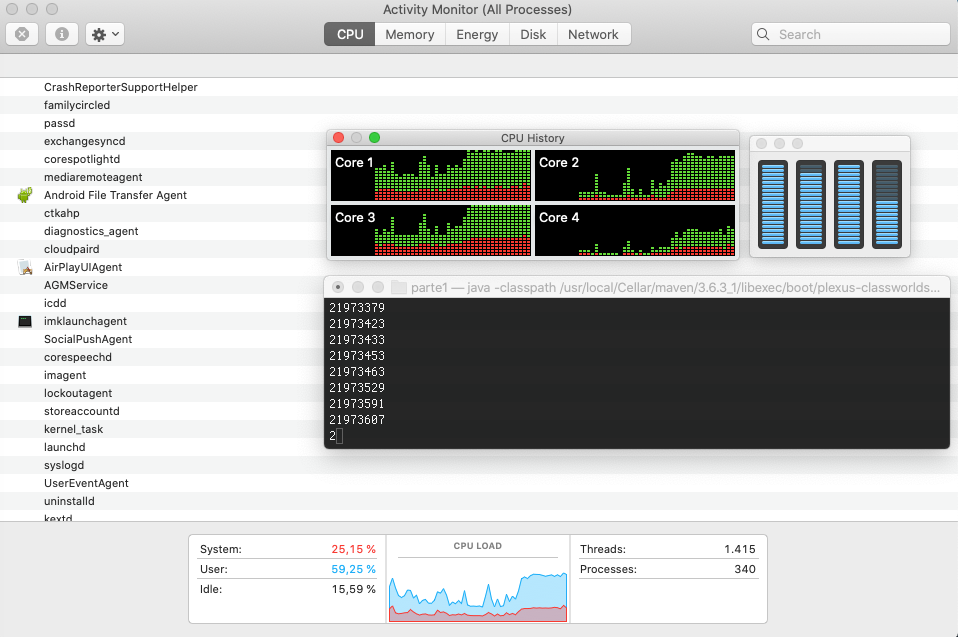 Activity Monitor (All Processes)
CPU Memory Energy Disk Network
Search
CrashReporterSupportHelper
familycircled
passd
exchangesyncd
corespotlightd
mediaremoteagent
Android File Transfer Agent
ctkahp
diagnostics_agent
cloudpaird
AirPlayUIAgent
AGMService
icdd
imklaunchagent
SocialPushAgent
corespeechd
imagent
lockoutagent
storeaccountd
kernel_task
launchd
syslogd
UserEventAgent
uninstalld
kextd
CPU History
Core 1 Core 2
Core 3 Core 4
parte1 — java -classpath /usr/local/Cellar/maven/3.6.3_1/libexec/boot/plexus-classworlds...
21973379
21973423
21973433
21973453
21973463
21973529
21973591
21973607
2
System: 25,15 %
User: 59,25 %
Idle: 15,59 %
CPU LOAD
Threads: 1.415
Processes: 340